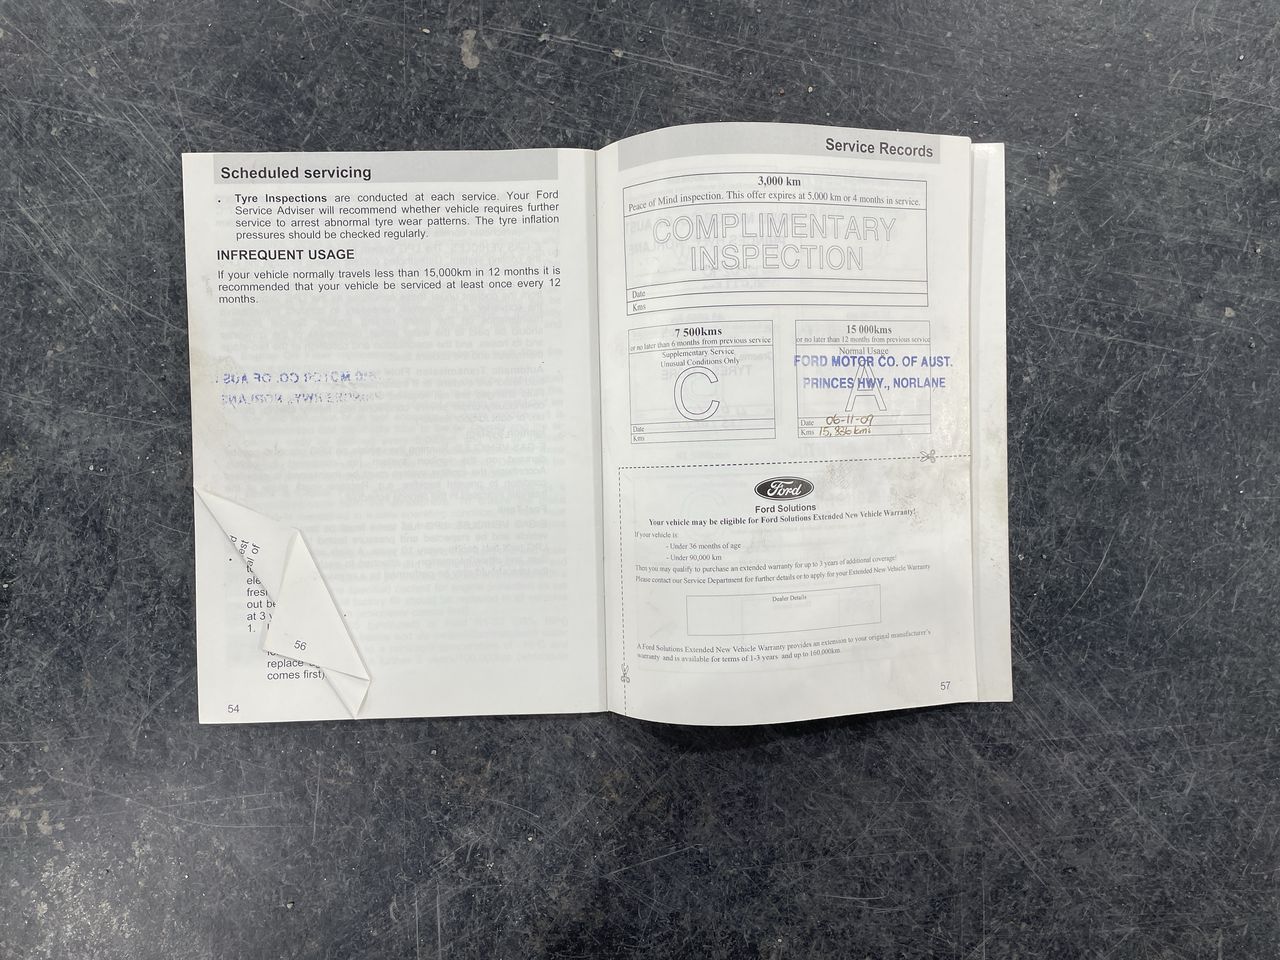 Scheduled servicing
• Tyre Inspections are conducted at each service. Your Ford
Service Adviser will recommend whether vehicle requires further
service to arrest abnormal tyre wear patterns. The tyre inflation
pressures should be checked regularly.
INFREQUENT USAGE
If your vehicle normally travels less than 15,000km in 12 months it is
recommended that your vehicle be serviced at least once every 12
months.
out
at 3
1.
56
replace
comes first)
54
Service Records
3,000 km
Peace of Mind inspection. This offer expires at 5,000 km or 4 months in service.
COMPLIMENTARY
INSPECTION
Date
Kms
7 500kms
or no later than 6 months from previous service
Supplementary Service
Unusual Conditions Only
C
Date
Kms
15 000kms
or no later than 12 months from previous service
Normal Usage
FORD MOTOR CO. OF AUST.
PRINCES HWY., NORLANE
A
Date 06-11-09
Kms 15,836 kms
Ford
Ford Solutions
Your vehicle may be eligible for Ford Solutions Extended New Vehicle Warranty!
If your vehicle is:
- Under 36 months of age
- Under 90,000 km
Then you may qualify to purchase an extended warranty for up to 3 years of additional coverage!
Please contact our Service Department for further details or to apply for your Extended New Vehicle Warranty
Dealer Details
A Ford Solutions Extended New Vehicle Warranty provides an extension to your original manufacturer's
warranty and is available for terms of 1-3 years and up to 160,000km.
57